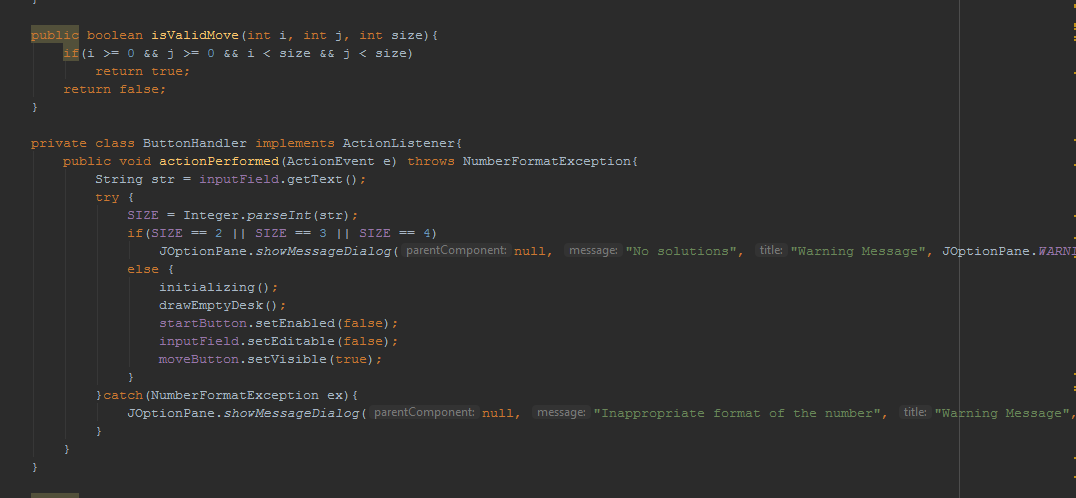 }
public boolean isValidMove(int i, int j, int size){
if(i >= 0 && j >= 0 && i < size && j < size)
return true;
return false;
}
private class ButtonHandler implements ActionListener{
public void actionPerformed(ActionEvent e) throws NumberFormatException{
String str = inputField.getText();
try {
SIZE = Integer.parseInt(str);
if(SIZE == 2 || SIZE == 3 || SIZE == 4)
JOptionPane.showMessageDialog( parentComponent: null, message: "No solutions", title: "Warning Message", JOptionPane.WARNI
else {
initializing();
drawEmptyDesk();
startButton.setEnabled(false);
inputField.setEditable(false);
moveButton.setVisible(true);
}
}catch(NumberFormatException ex){
JOptionPane.showMessageDialog( parentComponent: null, message: "Inappropriate format of the number", title: "Warning Message",
}
}
}